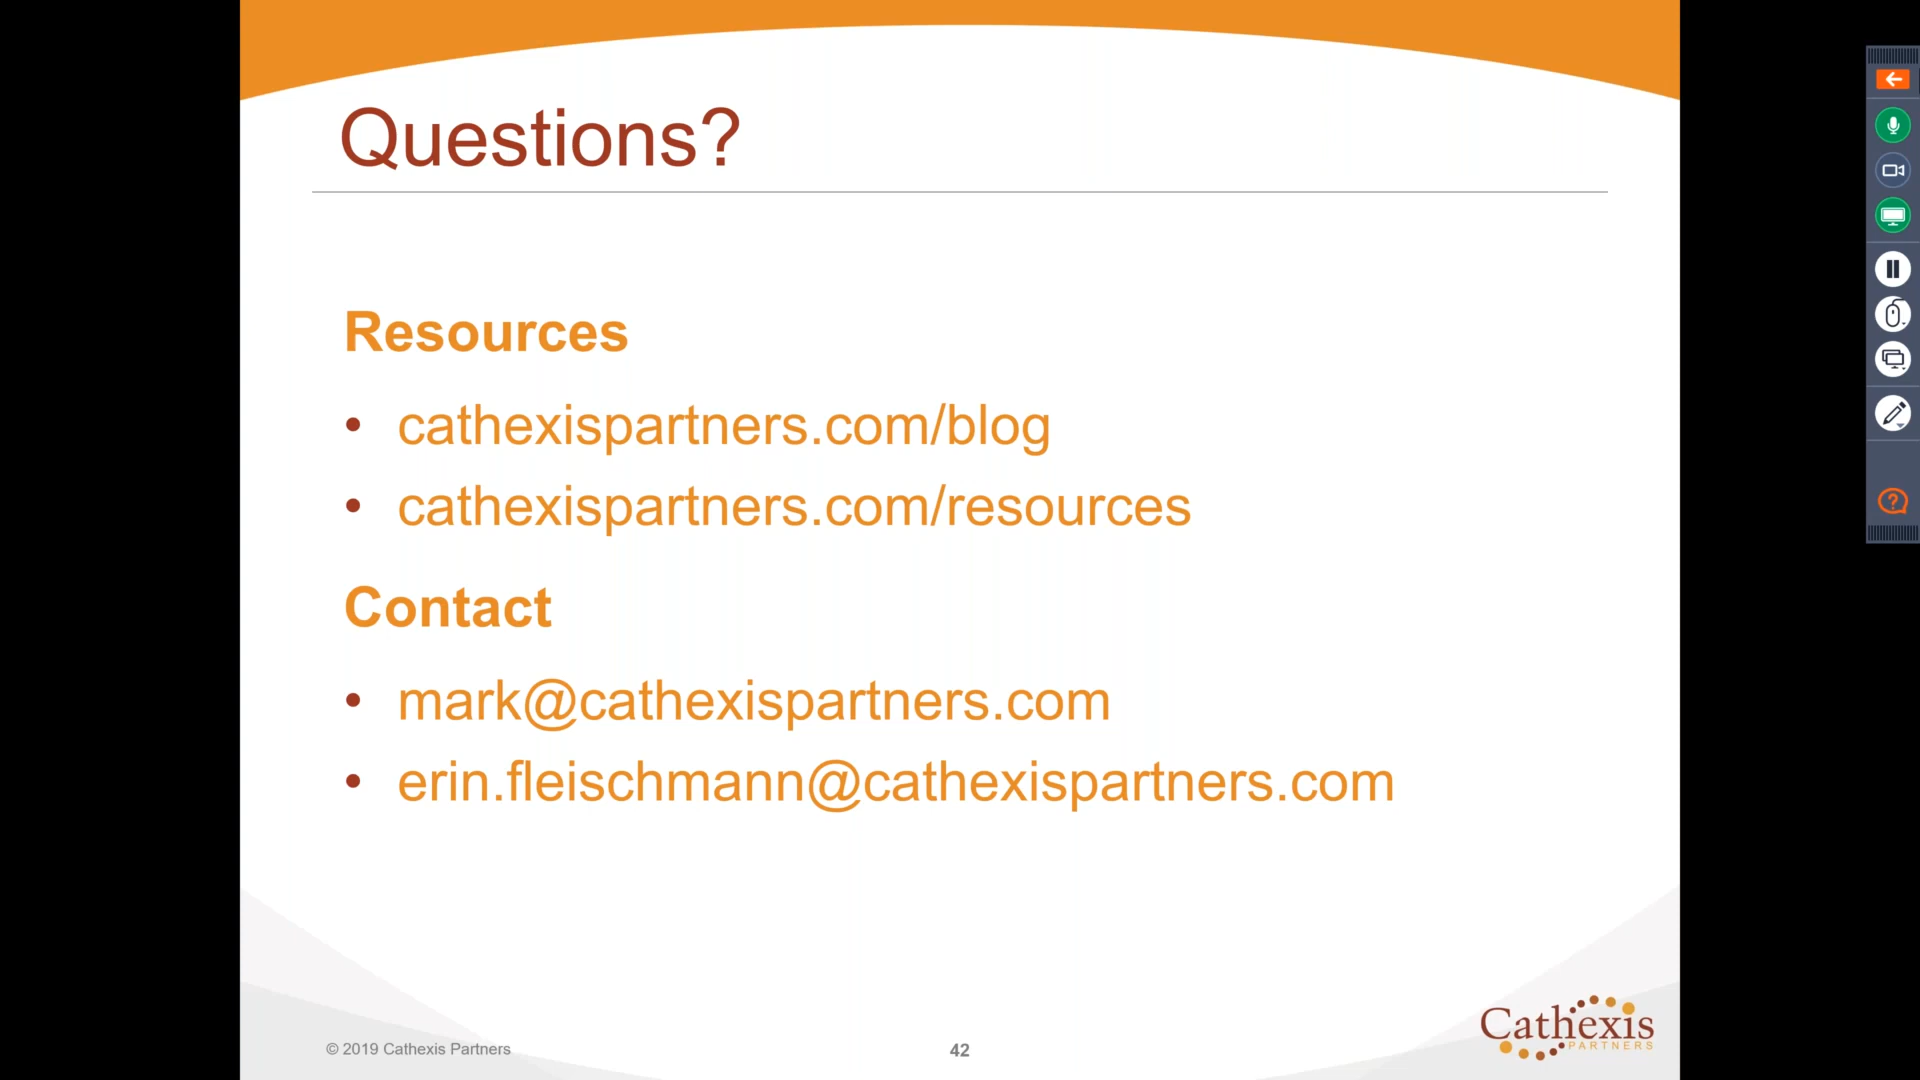 Questions?
Resources
• cathexispartners.com/blog
• cathexispartners.com/resources
Contact
• mark@cathexispartners.com
• erin.fleischmann@cathexispartners.com
© 2019 Cathexis Partners
42
Cathexis
PARTNERS